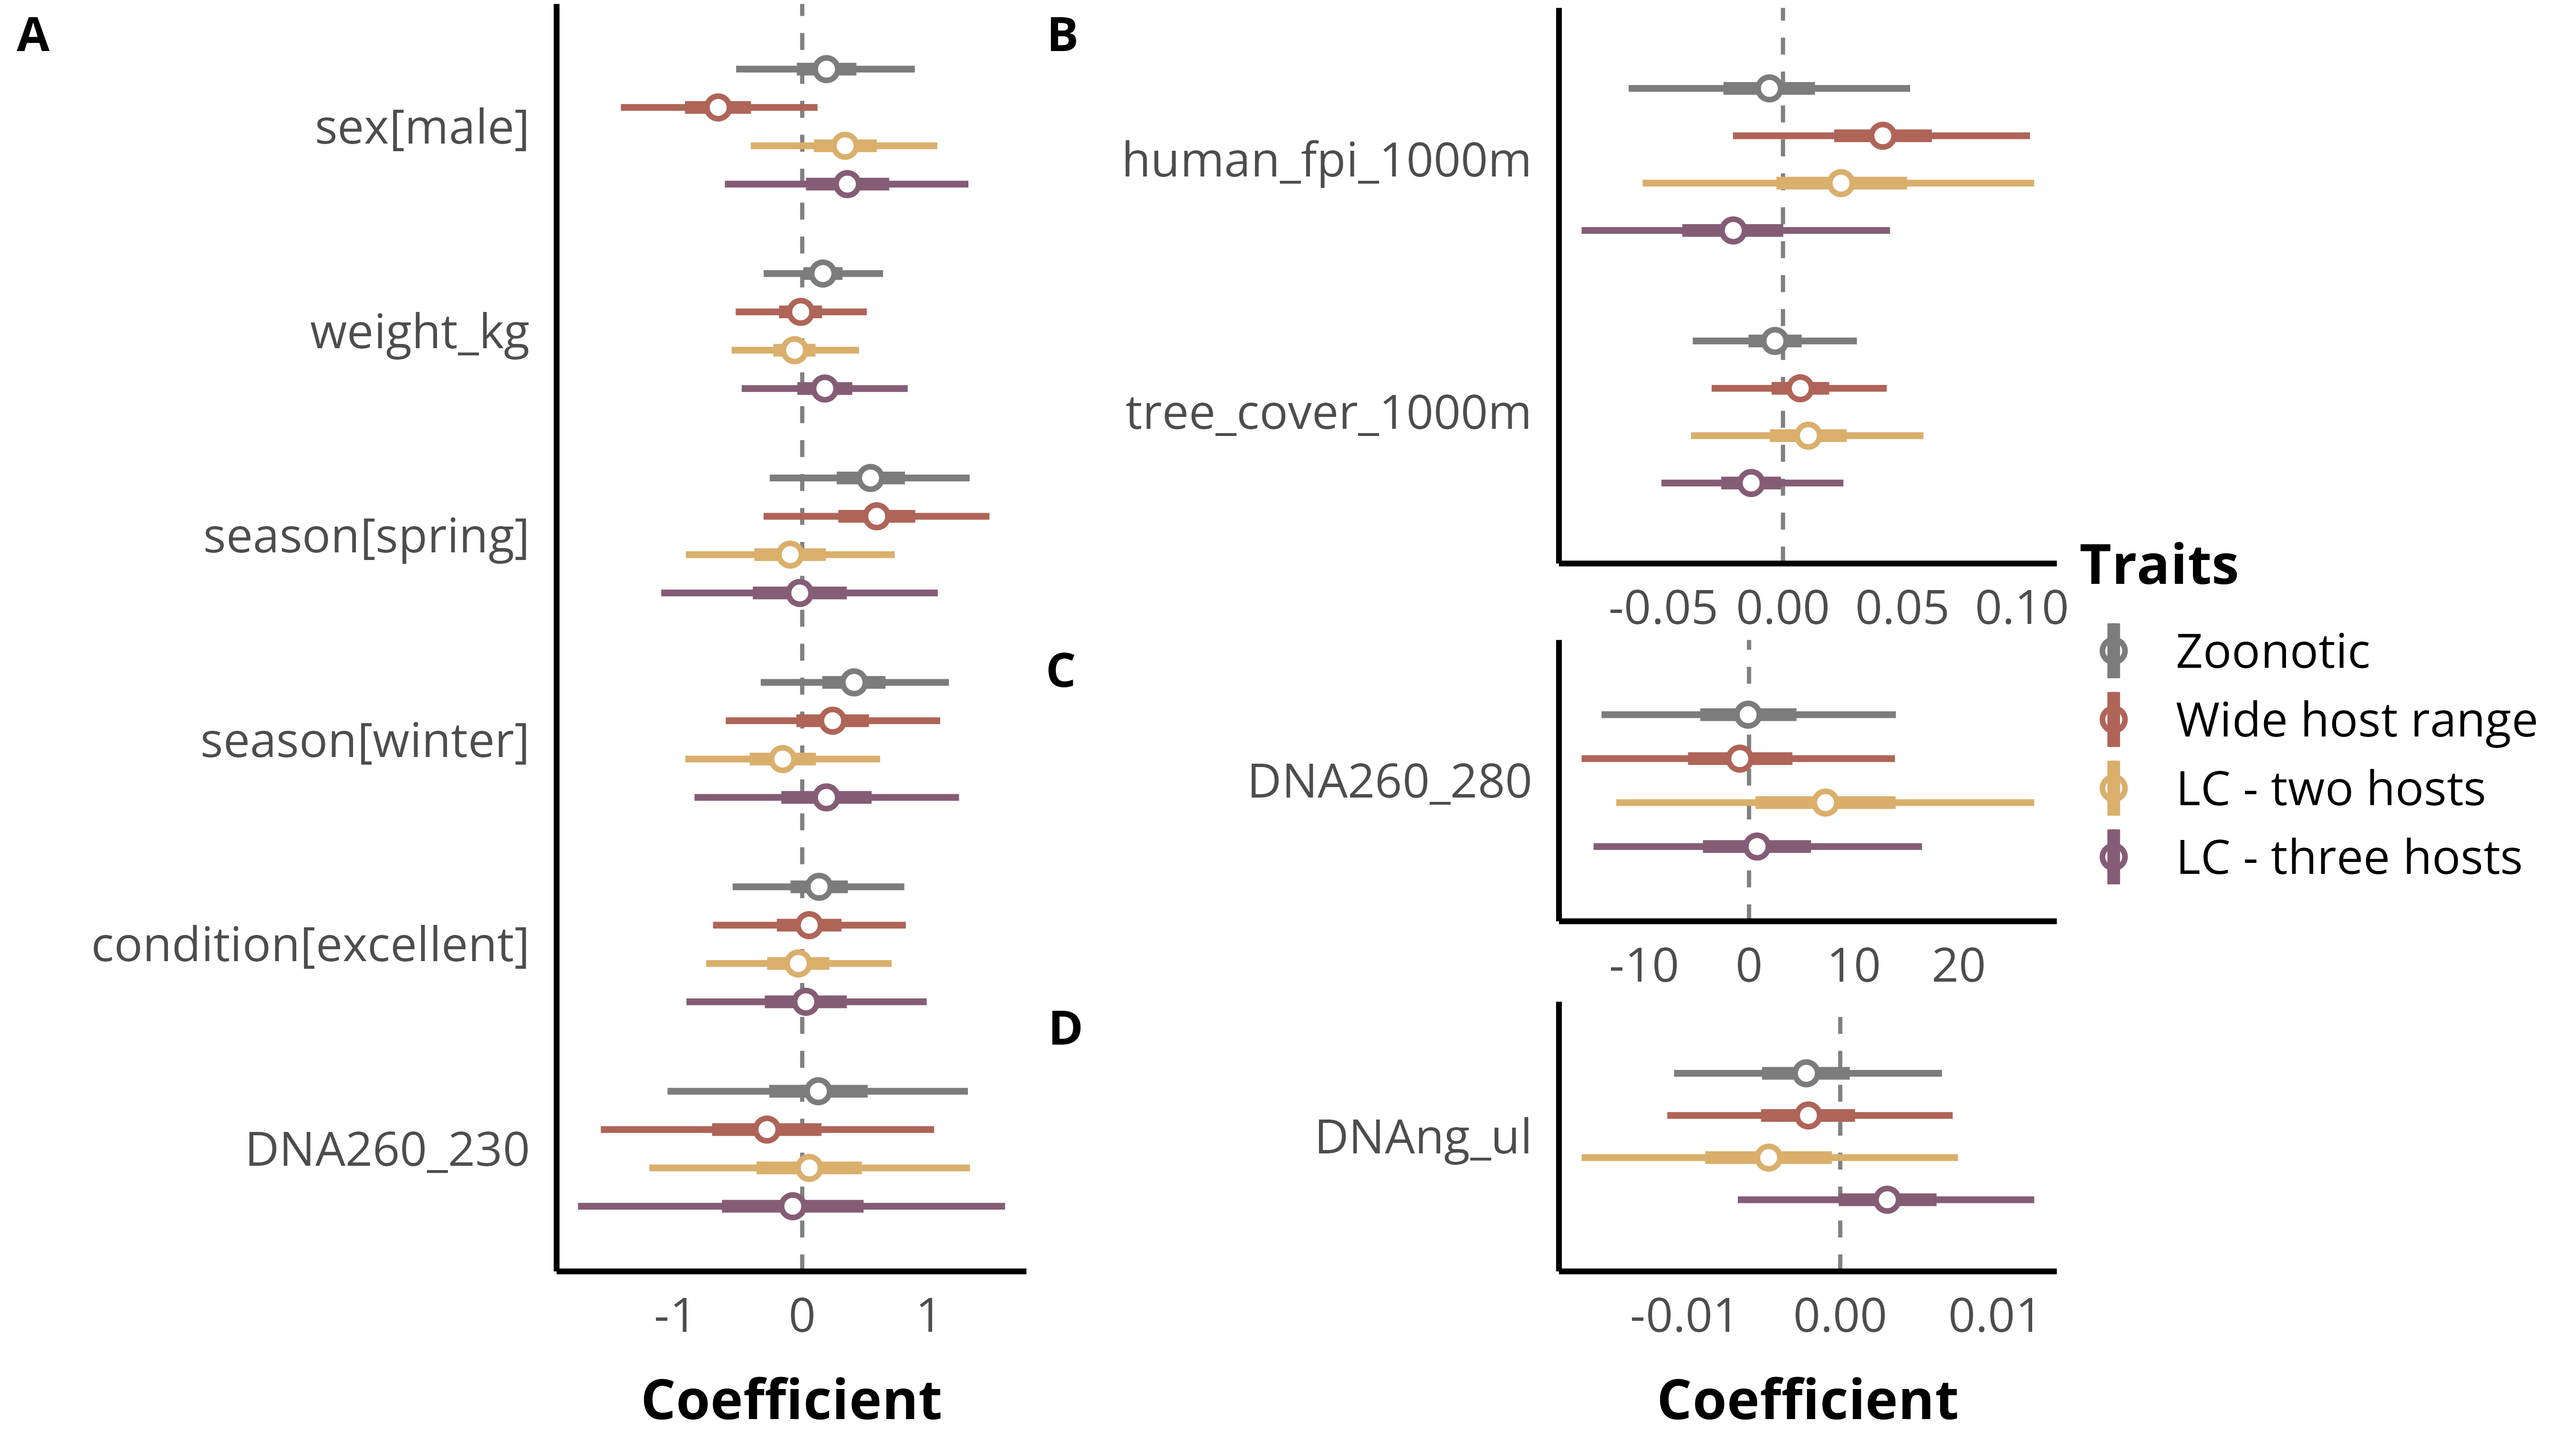 A
sex[male]
weight_kg
season[spring]
season[winter]
condition[excellent]
DNA260_230
-1 0 1
Coefficient
B
human_fpi_1000m
tree_cover_1000m
-0.05 0.00 0.05 0.10
C
DNA260_280
-10 0 10 20
D
DNAng_ul
-0.01 0.00 0.01
Coefficient
Traits
Zoonotic
Wide host range
LC - two hosts
LC - three hosts